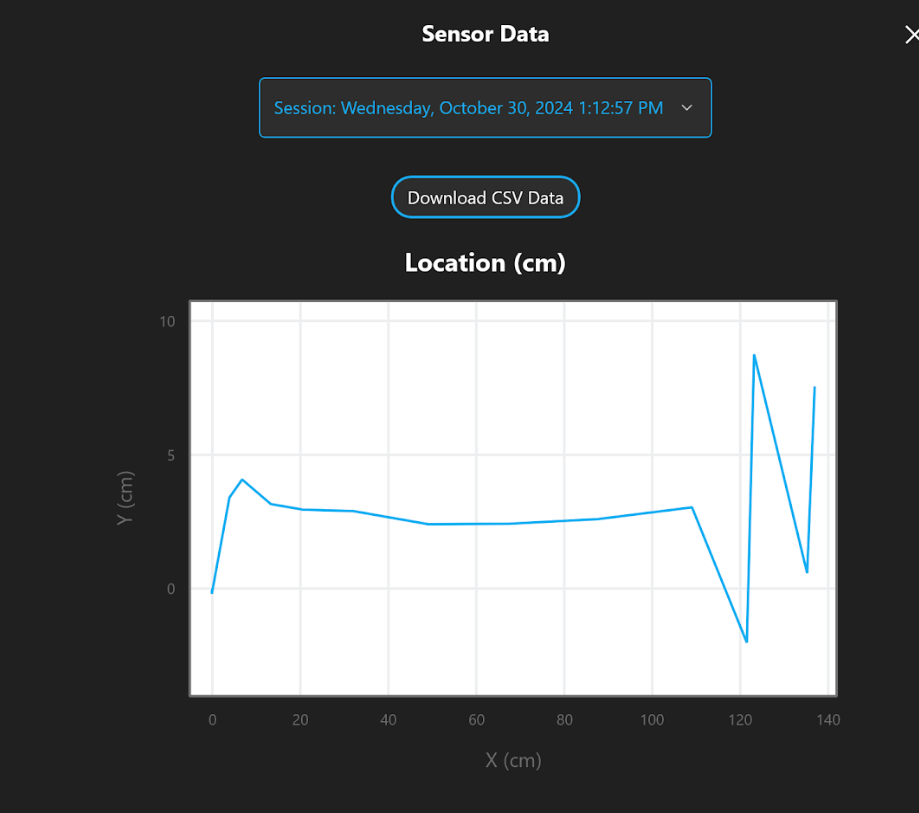 Sensor Data
Session: Wednesday, October 30, 2024 1:12:57 PM
Download CSV Data
Location (cm)
10
5
0
Y (cm)
0 20 40 60 80 100 120 140
X (cm)